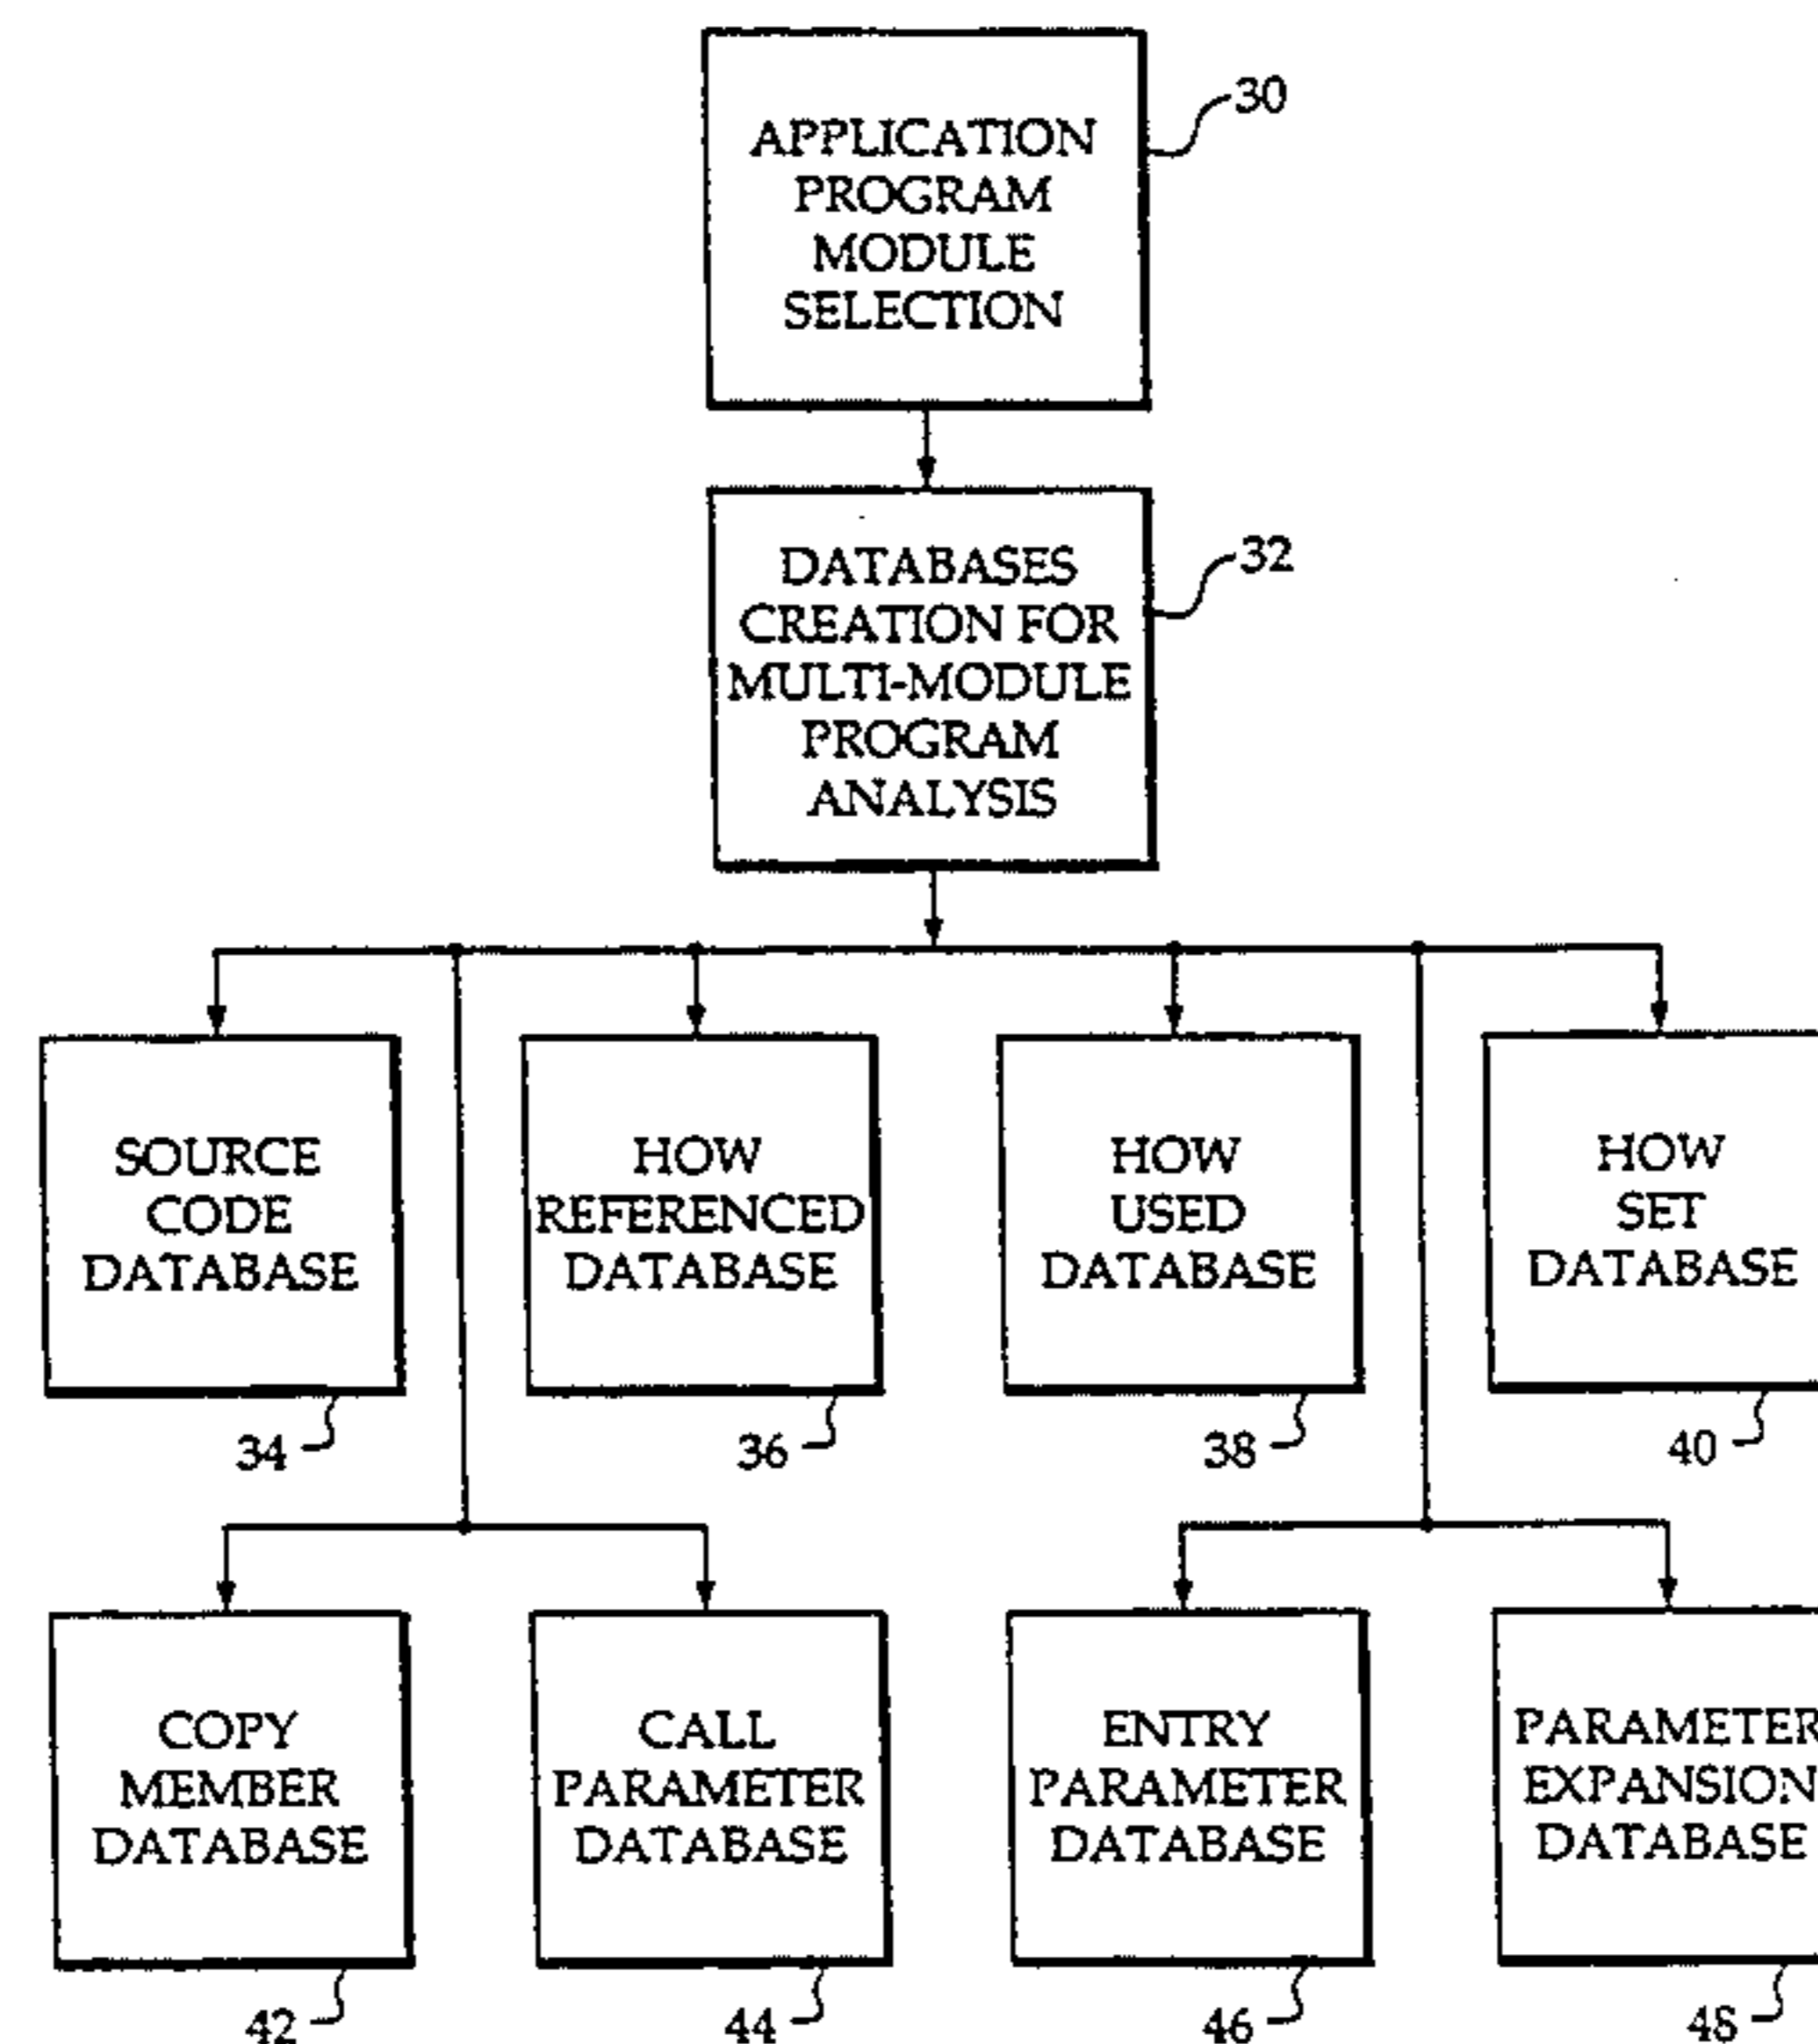 APPLICATION
PROGRAM
MODULE
SELECTION
30
DATABASES
CREATION FOR
MULTI-MODULE
PROGRAM
ANALYSIS
32
SOURCE
CODE
DATABASE
34
HOW
REFERENCED
DATABASE
36
HOW
USED
DATABASE
38
HOW
SET
DATABASE
40
COPY
MEMBER
DATABASE
42
CALL
PARAMETER
DATABASE
44
ENTRY
PARAMETER
DATABASE
46
PARAMETER
EXPANSION
DATABASE
48